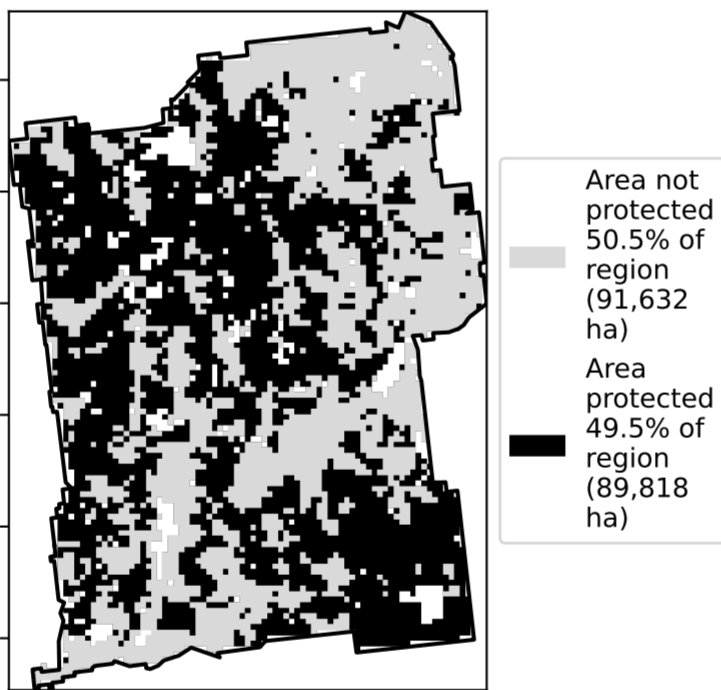 Area not
protected
50.5% of
region
(91,632
ha)
Area
protected
49.5% of
region
(89,818
ha)